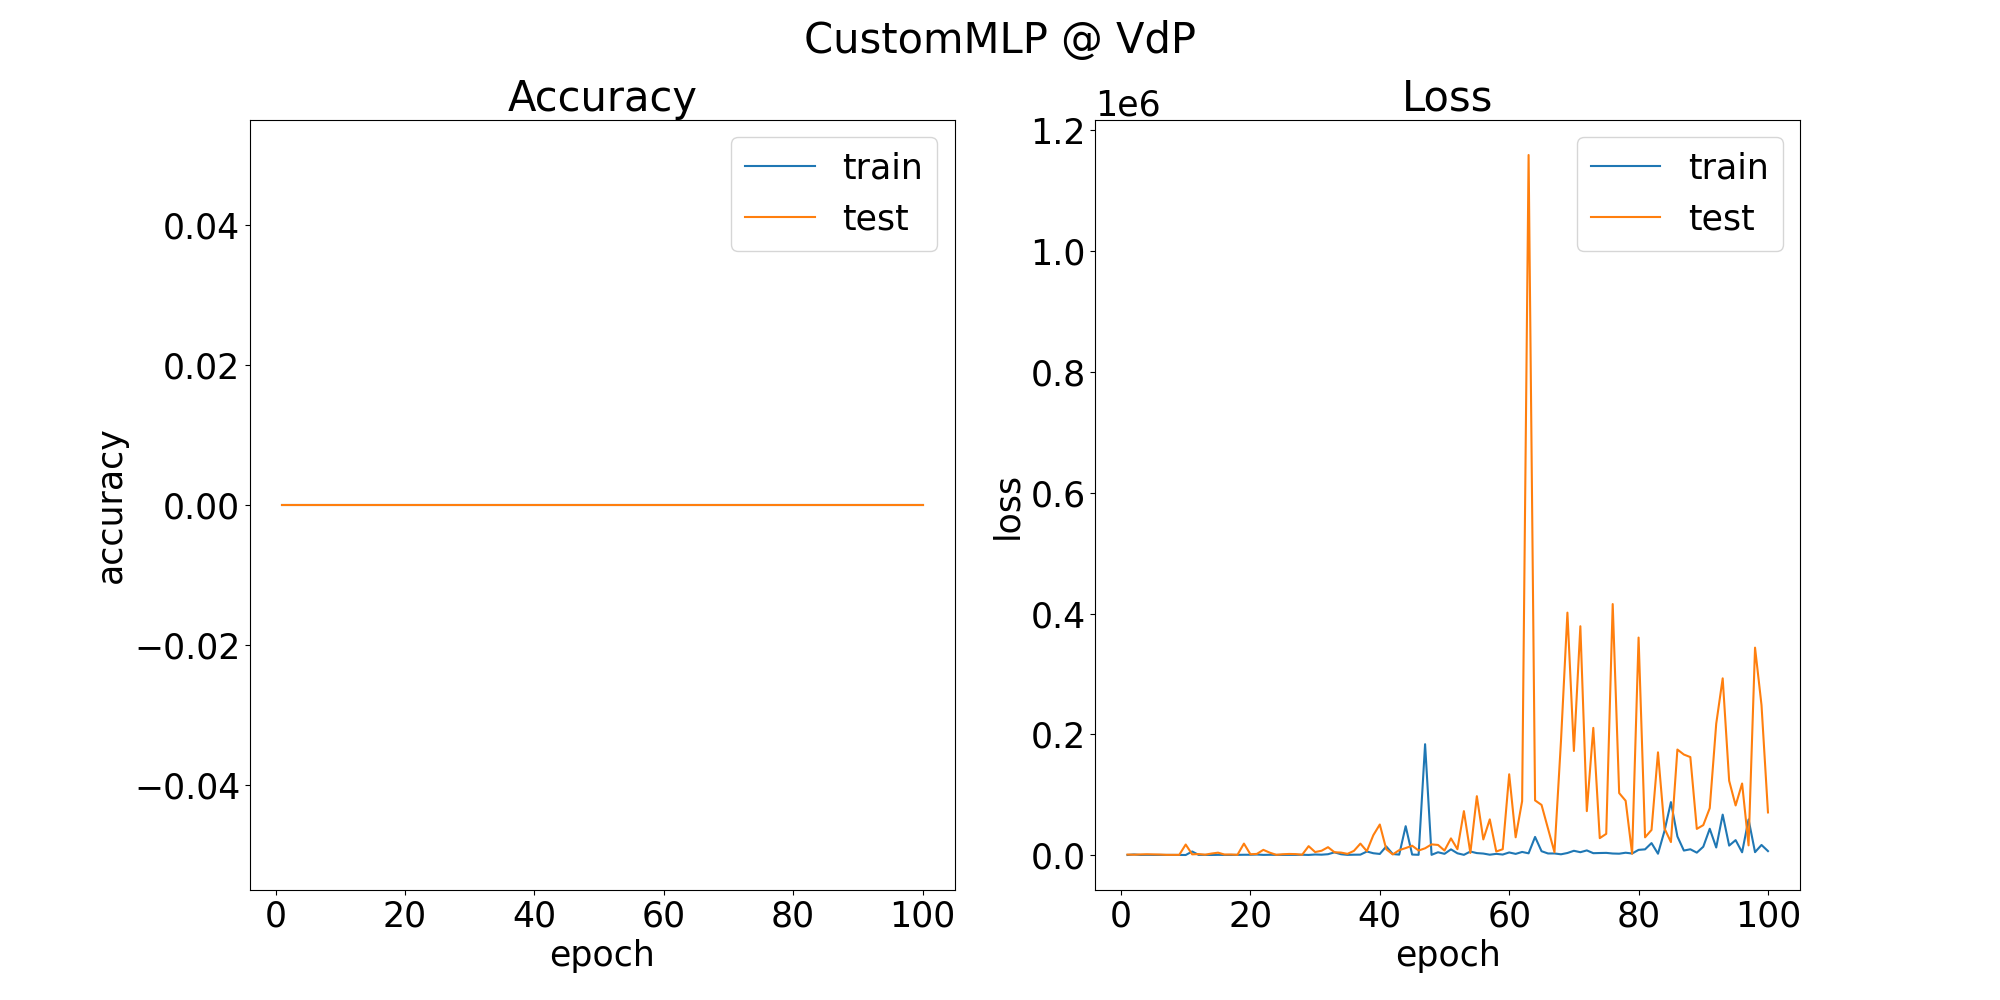 CustomMLP @ VdP
Accuracy
train
test
0.04
0.02
0.00
−0.02
−0.04
accuracy
0 20 40 60 80 100
epoch
Loss
1e6
train
test
1.2
1.0
0.8
0.6
0.4
0.2
0.0
loss
0 20 40 60 80 100
epoch